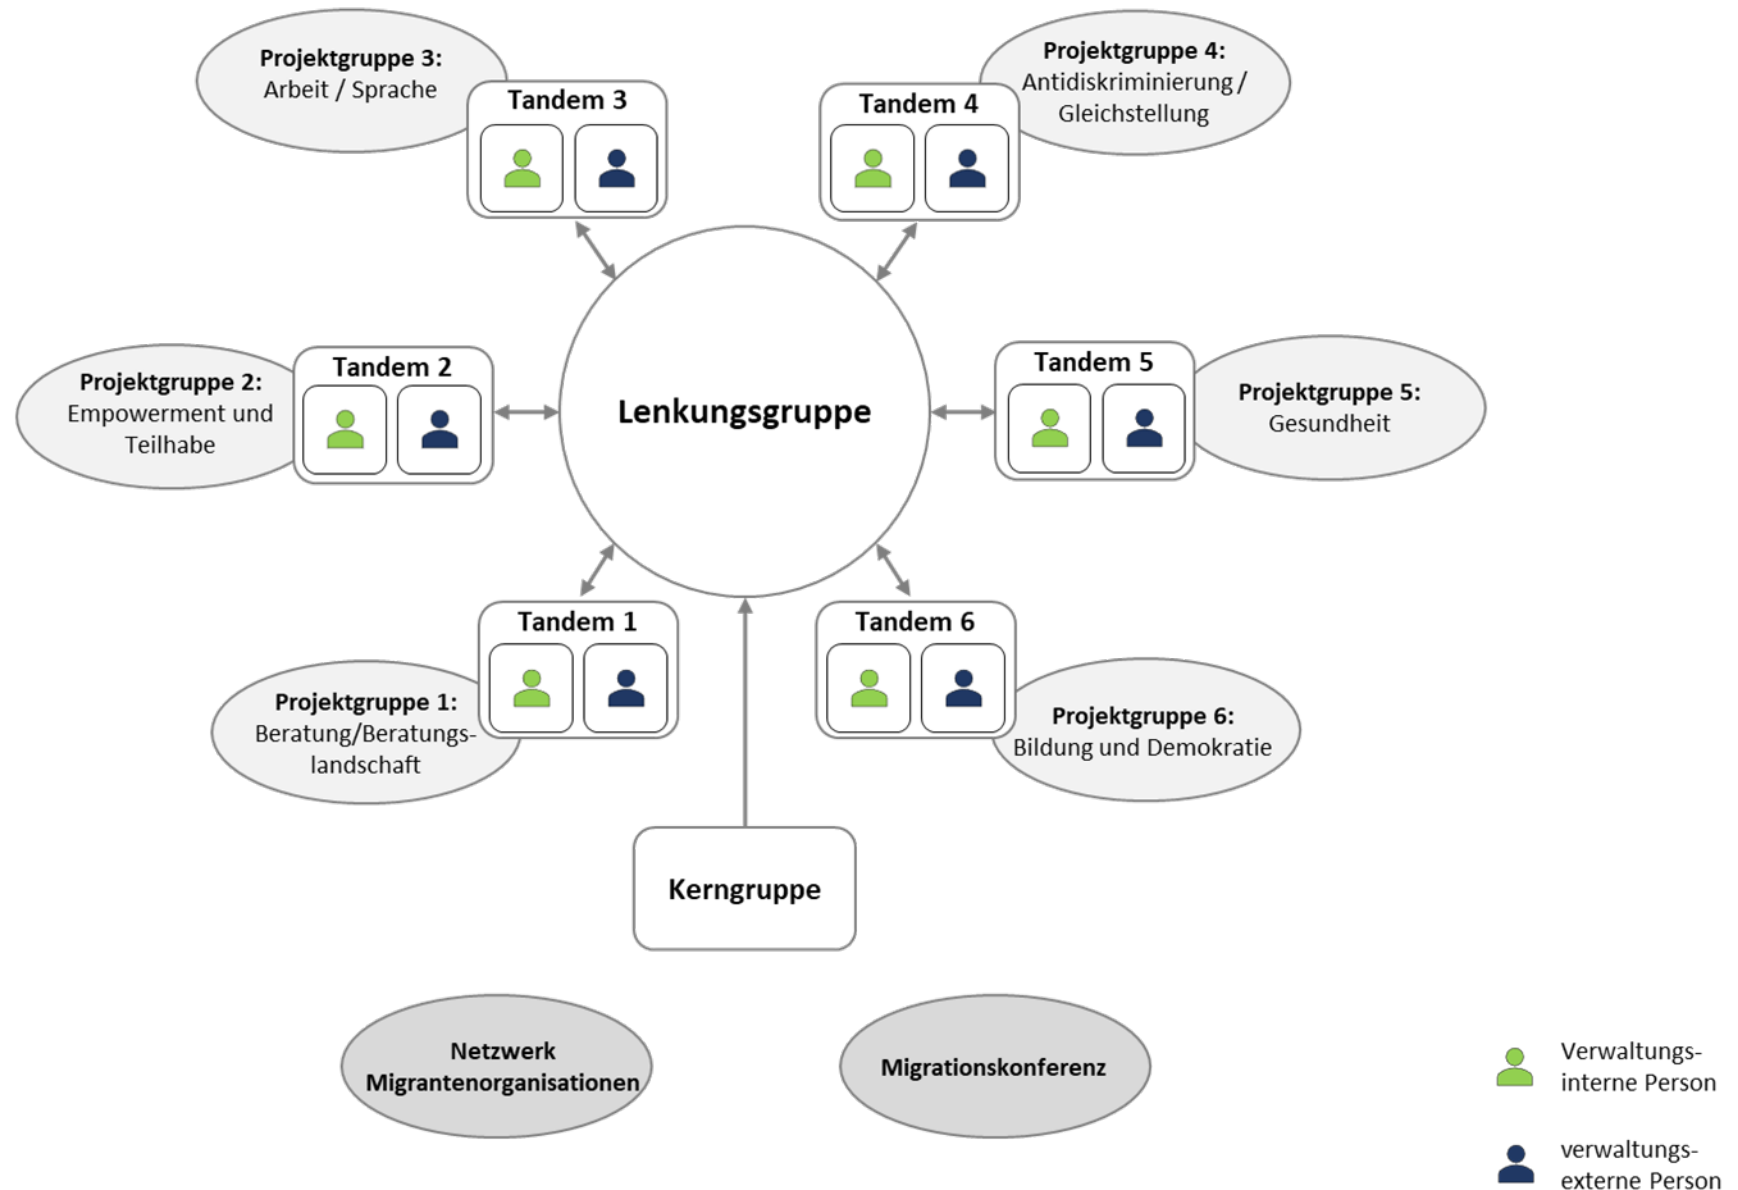 Projektgruppe 3:
Arbeit / Sprache
Tandem 3
Projektgruppe 4:
Antidiskriminierung /
Gleichstellung
Tandem 4
Projektgruppe 2:
Empowerment und
Teilhabe
Tandem 2
Lenkungsgruppe
Tandem 5
Projektgruppe 5:
Gesundheit
Tandem 1
Projektgruppe 1:
Beratung/Beratungs-
landschaft
Tandem 6
Projektgruppe 6:
Bildung und Demokratie
Kerngruppe
Netzwerk
Migrantenorganisationen
Migrationskonferenz
Verwaltungs-
interne Person
verwaltungs-
externe Person